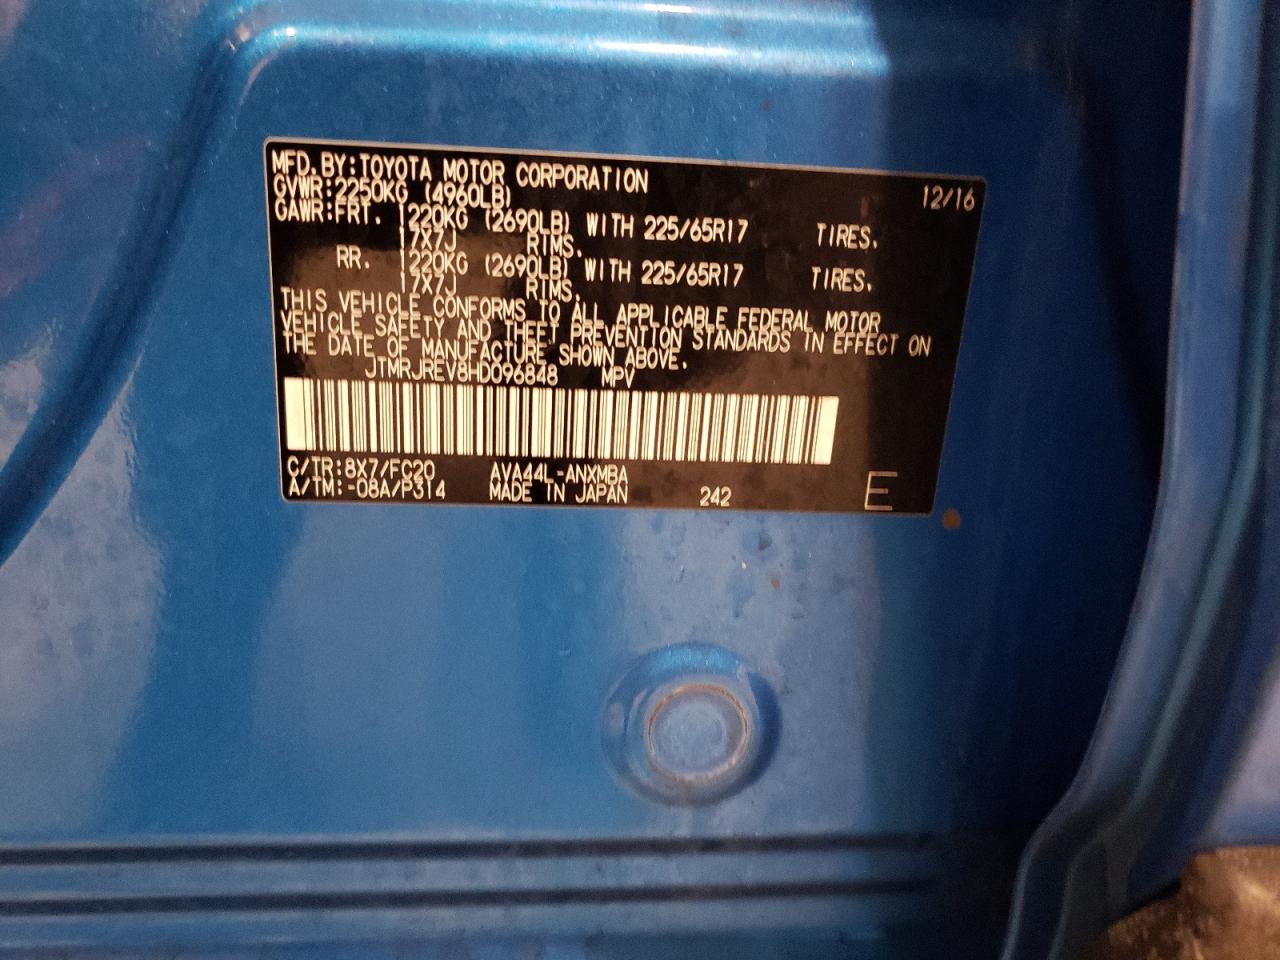 MFD.BY:TOYOTA MOTOR CORPORATION 12/16
GVWR:2250KG (4960LB)
GAWR:FRT. 1220KG (2690LB) WITH 225/65R17 TIRES.
17X7J RIMS.
RR. 1220KG (2690LB) WITH 225/65R17 TIRES.
17X7J RIMS.
THIS VEHICLE CONFORMS TO ALL APPLICABLE FEDERAL MOTOR
VEHICLE SAFETY AND THEFT PREVENTION STANDARDS IN EFFECT ON
THE DATE OF MANUFACTURE SHOWN ABOVE.
JTMRJREV8HD096848 MPV
C/TR:8X7/FC20 AVA44L-ANXMBA
A/TM:-08A/P314 MADE IN JAPAN 242 E